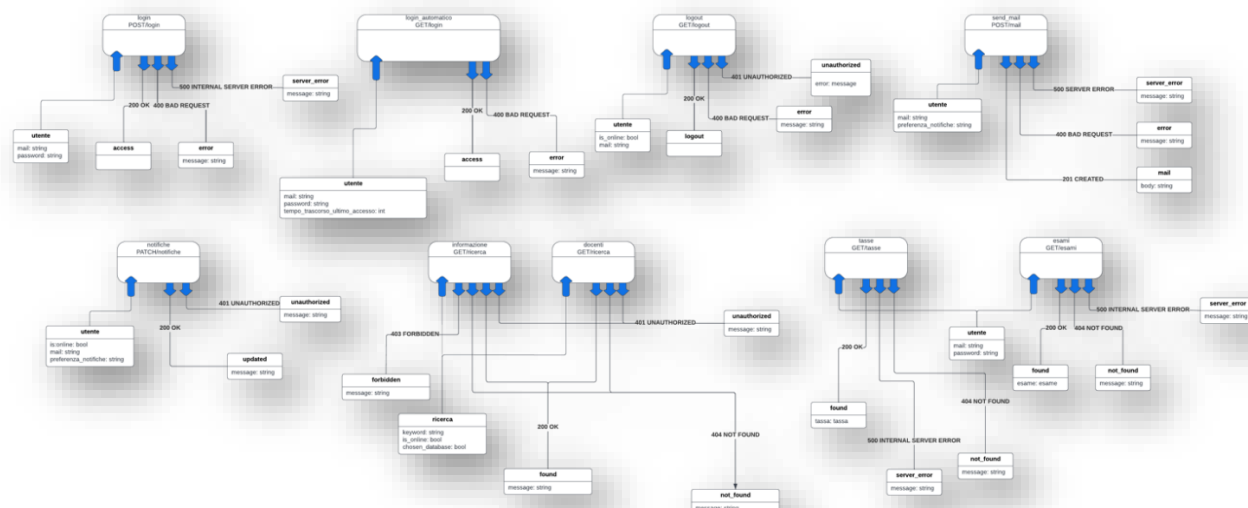 login
POST/login
500 INTERNAL SERVER ERROR
server_error
message: string
200 OK
400 BAD REQUEST
utente
mail: string
password: string
access
error
message: string
login_automatico
GET/login
200 OK
400 BAD REQUEST
access
error
message: string
utente
mail: string
password: string
tempo_trascorso_ultimo_accesso: int
logout
GET/logout
401 UNAUTHORIZED
unauthorized
error: message
200 OK
400 BAD REQUEST
error
message: string
utente
is_online: bool
mail: string
logout
send_mail
POST/mail
500 SERVER ERROR
server_error
message: string
utente
mail: string
preferenza_notifiche: string
400 BAD REQUEST
error
message: string
201 CREATED
mail
body: string
notifiche
PATCH/notifiche
401 UNAUTHORIZED
unauthorized
message: string
200 OK
utente
is:online: bool
mail: string
preferenza_notifiche: string
updated
message: string
informazione
GET/ricerca
docenti
GET/ricerca
403 FORBIDDEN
401 UNAUTHORIZED
unauthorized
message: string
forbidden
message: string
ricerca
keyword: string
is_online: bool
chosen_database: bool
200 OK
404 NOT FOUND
found
message: string
not_found
message: string
tasse
GET/tasse
esami
GET/esami
500 INTERNAL SERVER ERROR
server_error
message: string
200 OK
404 NOT FOUND
utente
mail: string
password: string
200 OK
found
esame: esame
not_found
message: string
404 NOT FOUND
found
tassa: tassa
500 INTERNAL SERVER ERROR
not_found
message: string
server_error
message: string